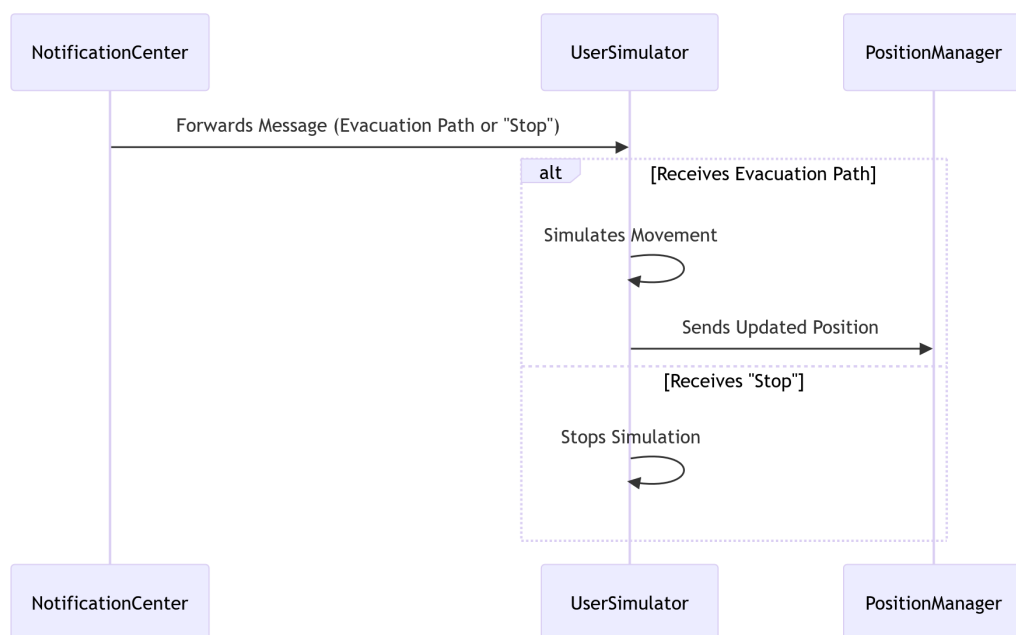 NotificationCenter
UserSimulator
PositionManager
Forwards Message (Evacuation Path or "Stop")
alt
[Receives Evacuation Path]
Simulates Movement
Sends Updated Position
[Receives "Stop"]
Stops Simulation
NotificationCenter
UserSimulator
PositionManager